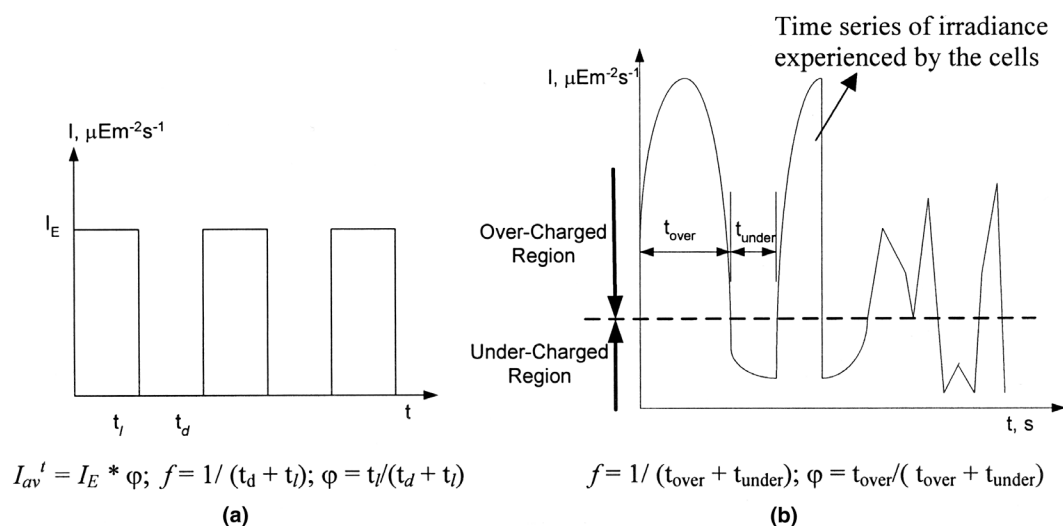 I, μEm⁻²s⁻¹
I_E
t_l
t_d
t
I_av^t = I_E * φ; f = 1/ (t_d + t_l); φ = t_l/(t_d + t_l)
(a)
Time series of irradiance
experienced by the cells
I, μEm⁻²s⁻¹
Over-Charged
Region
t_over
t_under
Under-Charged
Region
t, s
f = 1/ (t_over + t_under); φ = t_over/( t_over + t_under)
(b)